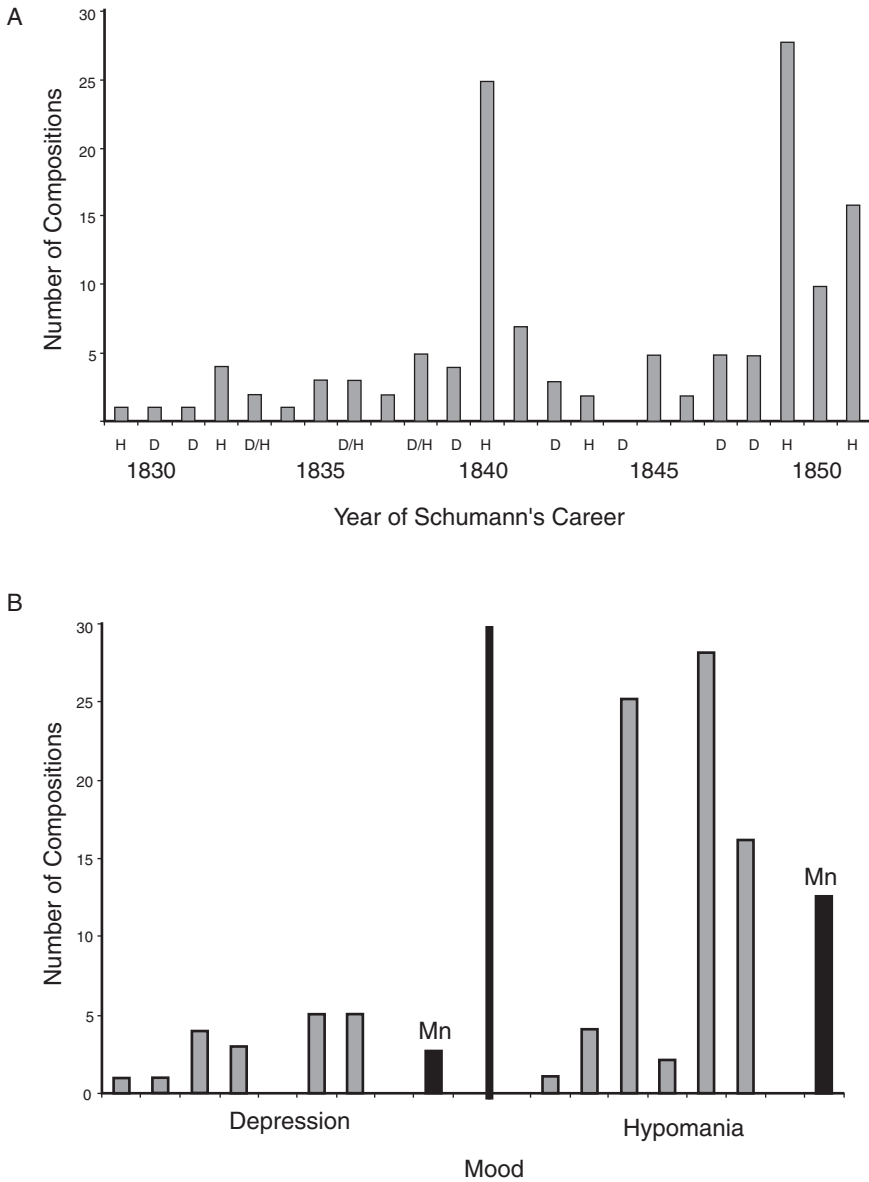 A
Number of Compositions
30
25
20
15
10
5
H D D H D/H D/H D/H D H D H D D D H H
1830 1835 1840 1845 1850
Year of Schumann's Career
B
Number of Compositions
30
25
20
15
10
5
0
Mn
Mn
Depression
Hypomania
Mood